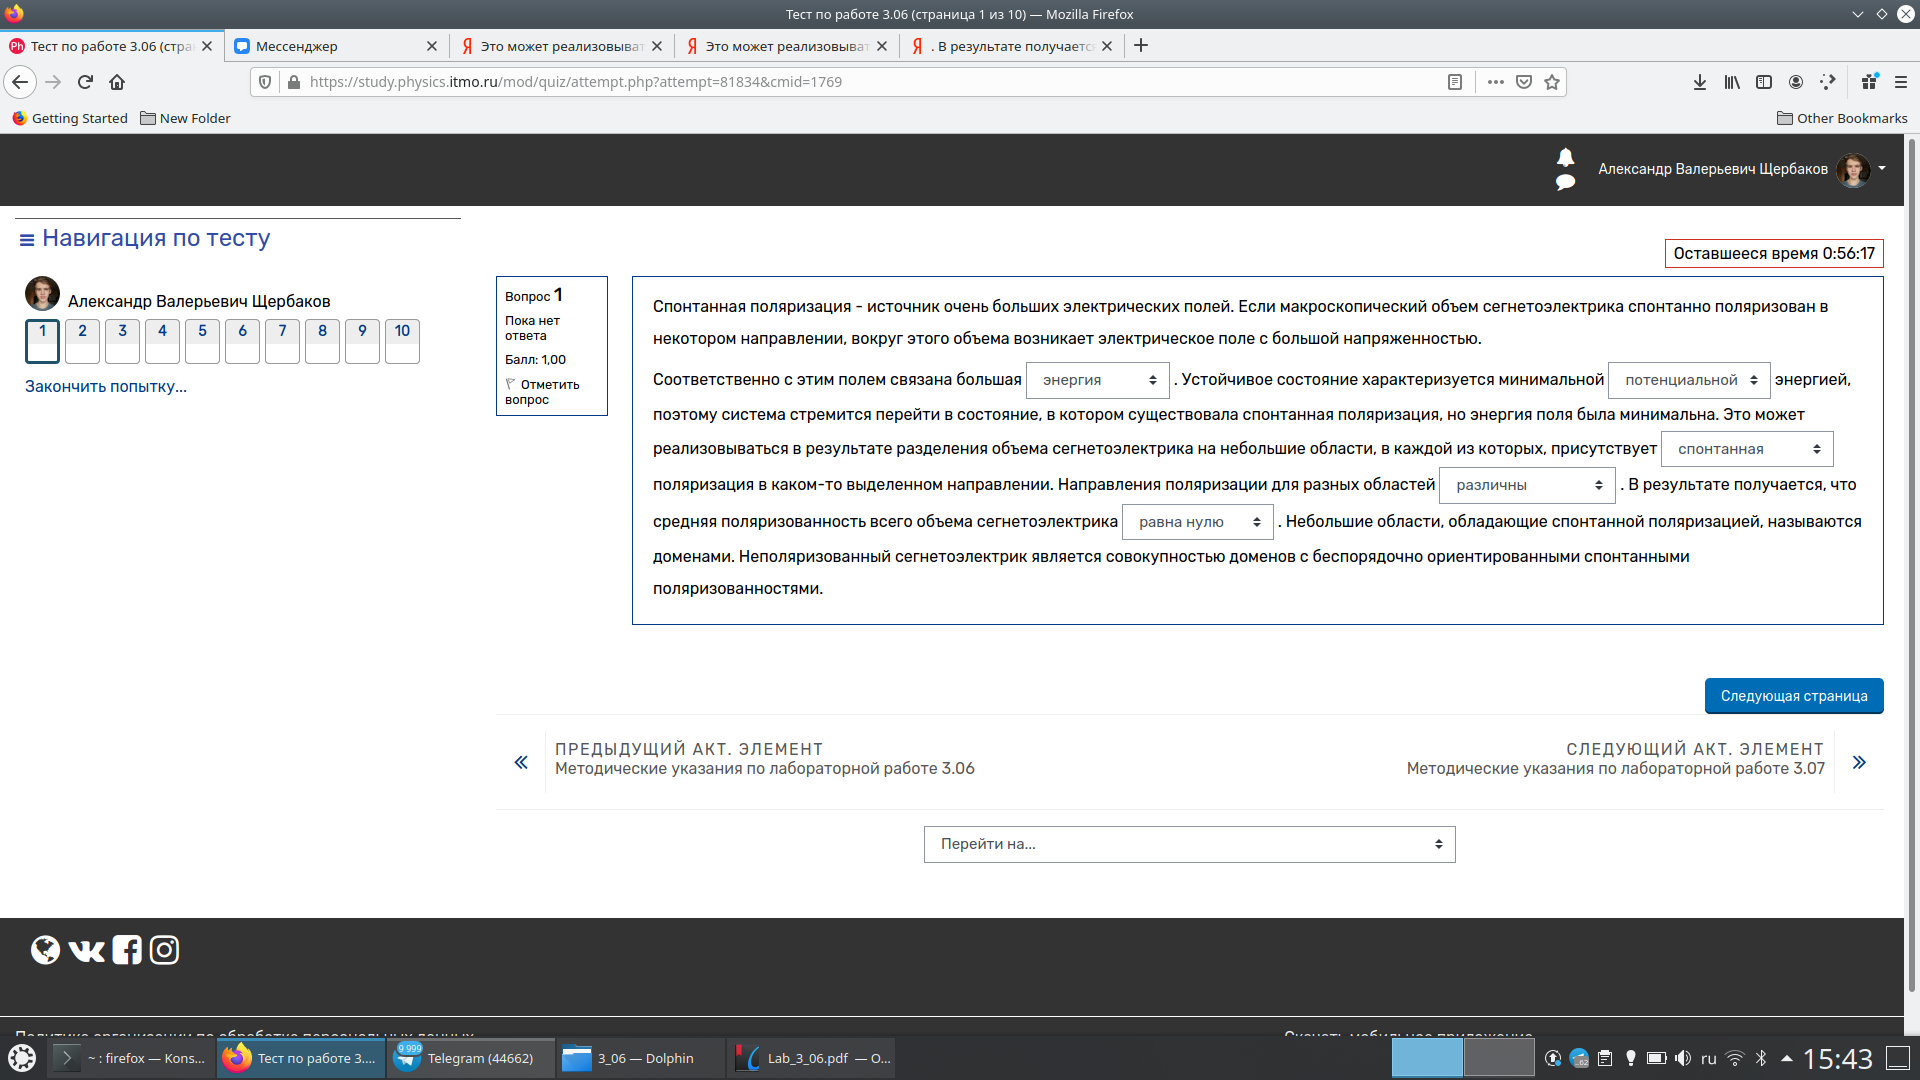 Тест по работе 3.06 (страница 1 из 10) — Mozilla Firefox
Тест по работе 3.06 (стра
Мессенджер
Это может реализовыват
Это может реализовыват
. В результате получаетс
https://study.physics.itmo.ru/mod/quiz/attempt.php?attempt=81834&cmid=1769
Getting Started
New Folder
Other Bookmarks
Александр Валерьевич Щербаков
Навигация по тесту
Оставшееся время 0:56:17
Александр Валерьевич Щербаков
1 2 3 4 5 6 7 8 9 10
Закончить попытку...
Вопрос 1
Пока нет
ответа
Балл: 1,00
Отметить
вопрос
Спонтанная поляризация - источник очень больших электрических полей. Если макроскопический объем сегнетоэлектрика спонтанно поляризован в
некотором направлении, вокруг этого объема возникает электрическое поле с большой напряженностью.
Соответственно с этим полем связана большая энергия . Устойчивое состояние характеризуется минимальной потенциальной энергией,
поэтому система стремится перейти в состояние, в котором существовала спонтанная поляризация, но энергия поля была минимальна. Это может
реализовываться в результате разделения объема сегнетоэлектрика на небольшие области, в каждой из которых, присутствует спонтанная
поляризация в каком-то выделенном направлении. Направления поляризации для разных областей различны . В результате получается, что
средняя поляризованность всего объема сегнетоэлектрика равна нулю . Небольшие области, обладающие спонтанной поляризацией, называются
доменами. Неполяризованный сегнетоэлектрик является совокупностью доменов с беспорядочно ориентированными спонтанными
поляризованностями.
Следующая страница
ПРЕДЫДУЩИЙ АКТ. ЭЛЕМЕНТ
Методические указания по лабораторной работе 3.06
СЛЕДУЮЩИЙ АКТ. ЭЛЕМЕНТ
Методические указания по лабораторной работе 3.07
Перейти на...
Политика организации по обработке персональных данных
Скачать мобильное приложение
~ : firefox — Kons...
Тест по работе 3....
9 999
Telegram (44662)
3_06 — Dolphin
Lab_3_06.pdf — O...
ru
15:43